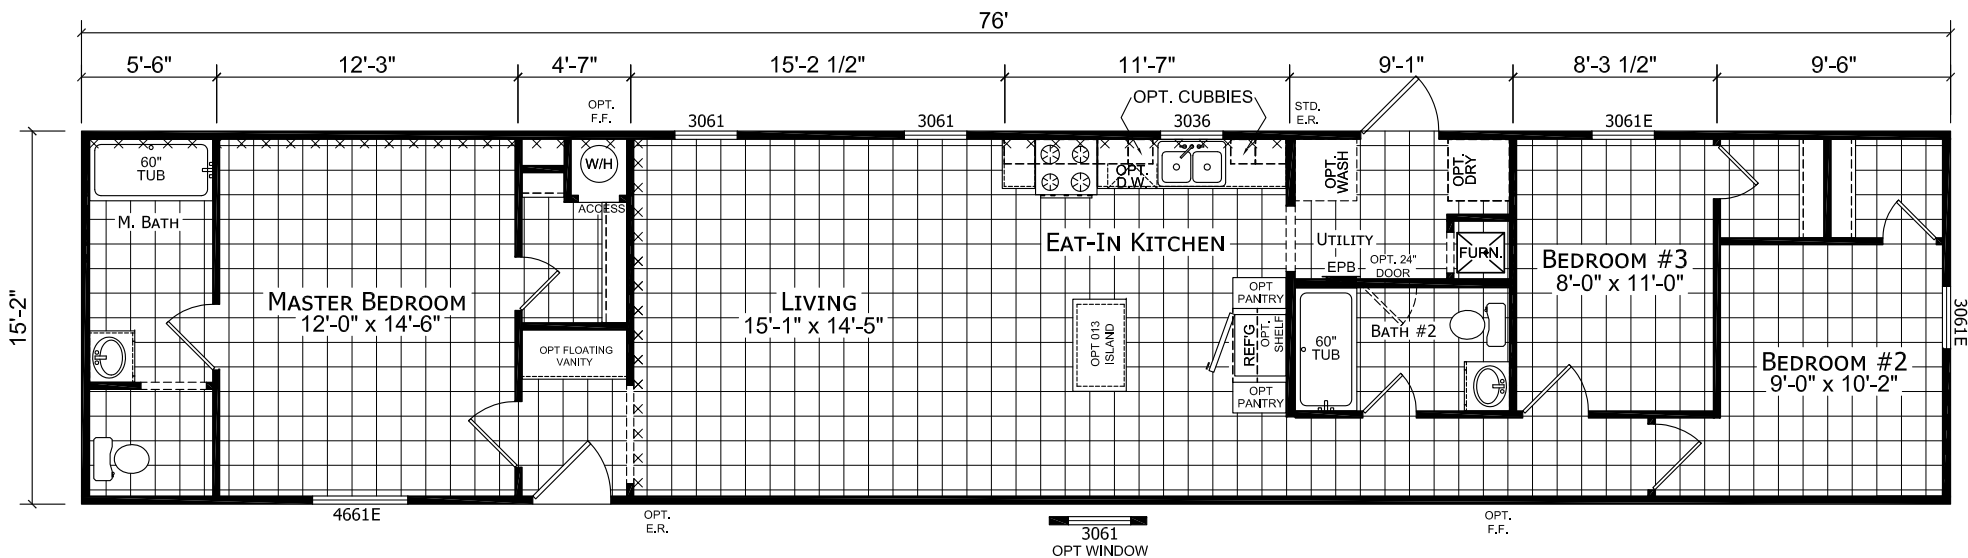 76'
5'-6" 12'-3" 4'-7" 15'-2 1/2" 11'-7" 9'-1" 8'-3 1/2" 9'-6"
OPT.
F.F.
OPT. CUBBIES
STD.
E.R.
3061 3061 3036 3061E
60"
TUB
W/H
ACCESS
OPT.
D.W.
OPT.
WASH
OPT.
DRY
M. BATH
EAT-IN KITCHEN
UTILITY
EPB
OPT. 24"
DOOR
FURN.
BEDROOM #3
8'-0" x 11'-0"
15'-2"
MASTER BEDROOM
12'-0" x 14'-6"
LIVING
15'-1" x 14'-5"
OPT
PANTRY
OPT 013
ISLAND
REF'G
OPT.
SHELF
OPT
PANTRY
60"
TUB
BATH #2
3061E
OPT FLOATING
VANITY
BEDROOM #2
9'-0" x 10'-2"
4661E
OPT.
E.R.
3061
OPT WINDOW
OPT.
F.F.